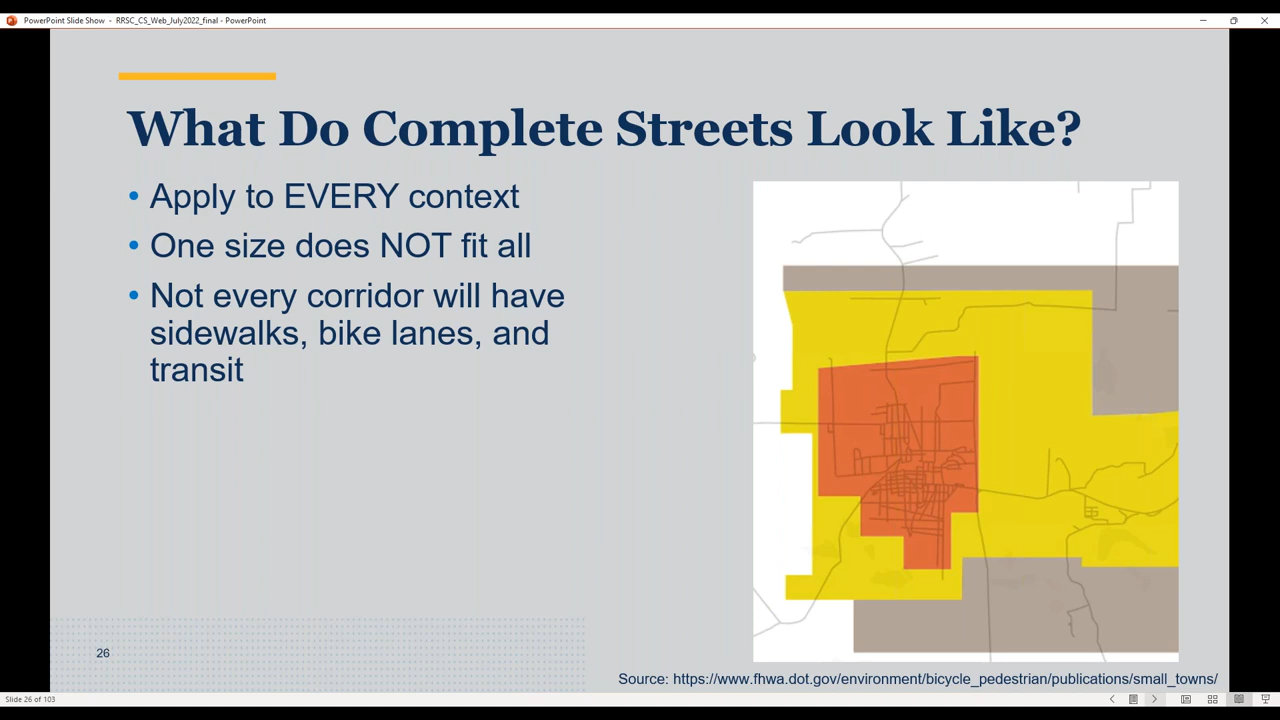 PowerPoint Slide Show - RRSC_CS_Web_July2022_final - PowerPoint
What Do Complete Streets Look Like?
• Apply to EVERY context
• One size does NOT fit all
• Not every corridor will have
sidewalks, bike lanes, and
transit
26
Source: https://www.fhwa.dot.gov/environment/bicycle_pedestrian/publications/small_towns/
Slide 26 of 103